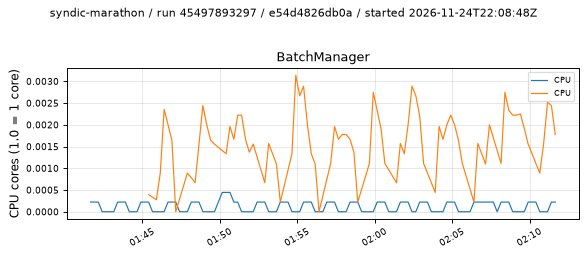 syndic-marathon / run 45497893297 / e54d4826db0a / started 2026-11-24T22:08:48Z
BatchManager
CPU cores (1.0 = 1 core)
0.0030
0.0025
0.0020
0.0015
0.0010
0.0005
0.0000
CPU
CPU
01:45
01:50
01:55
02:00
02:05
02:10